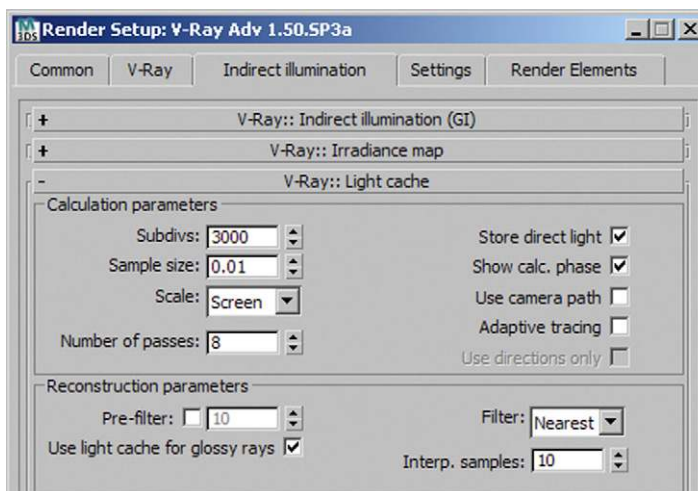 Render Setup: V-Ray Adv 1.50.SP3a
Common V-Ray Indirect illumination Settings Render Elements
+ V-Ray:: Indirect illumination (GI)
+ V-Ray:: Irradiance map
- V-Ray:: Light cache
Calculation parameters
Subdivs: 3000 Store direct light
Sample size: 0.01 Show calc. phase
Scale: Screen Use camera path
Adaptive tracing
Number of passes: 8
Use directions only
Reconstruction parameters
Pre-filter: 10 Filter: Nearest
Use light cache for glossy rays
Interp. samples: 10